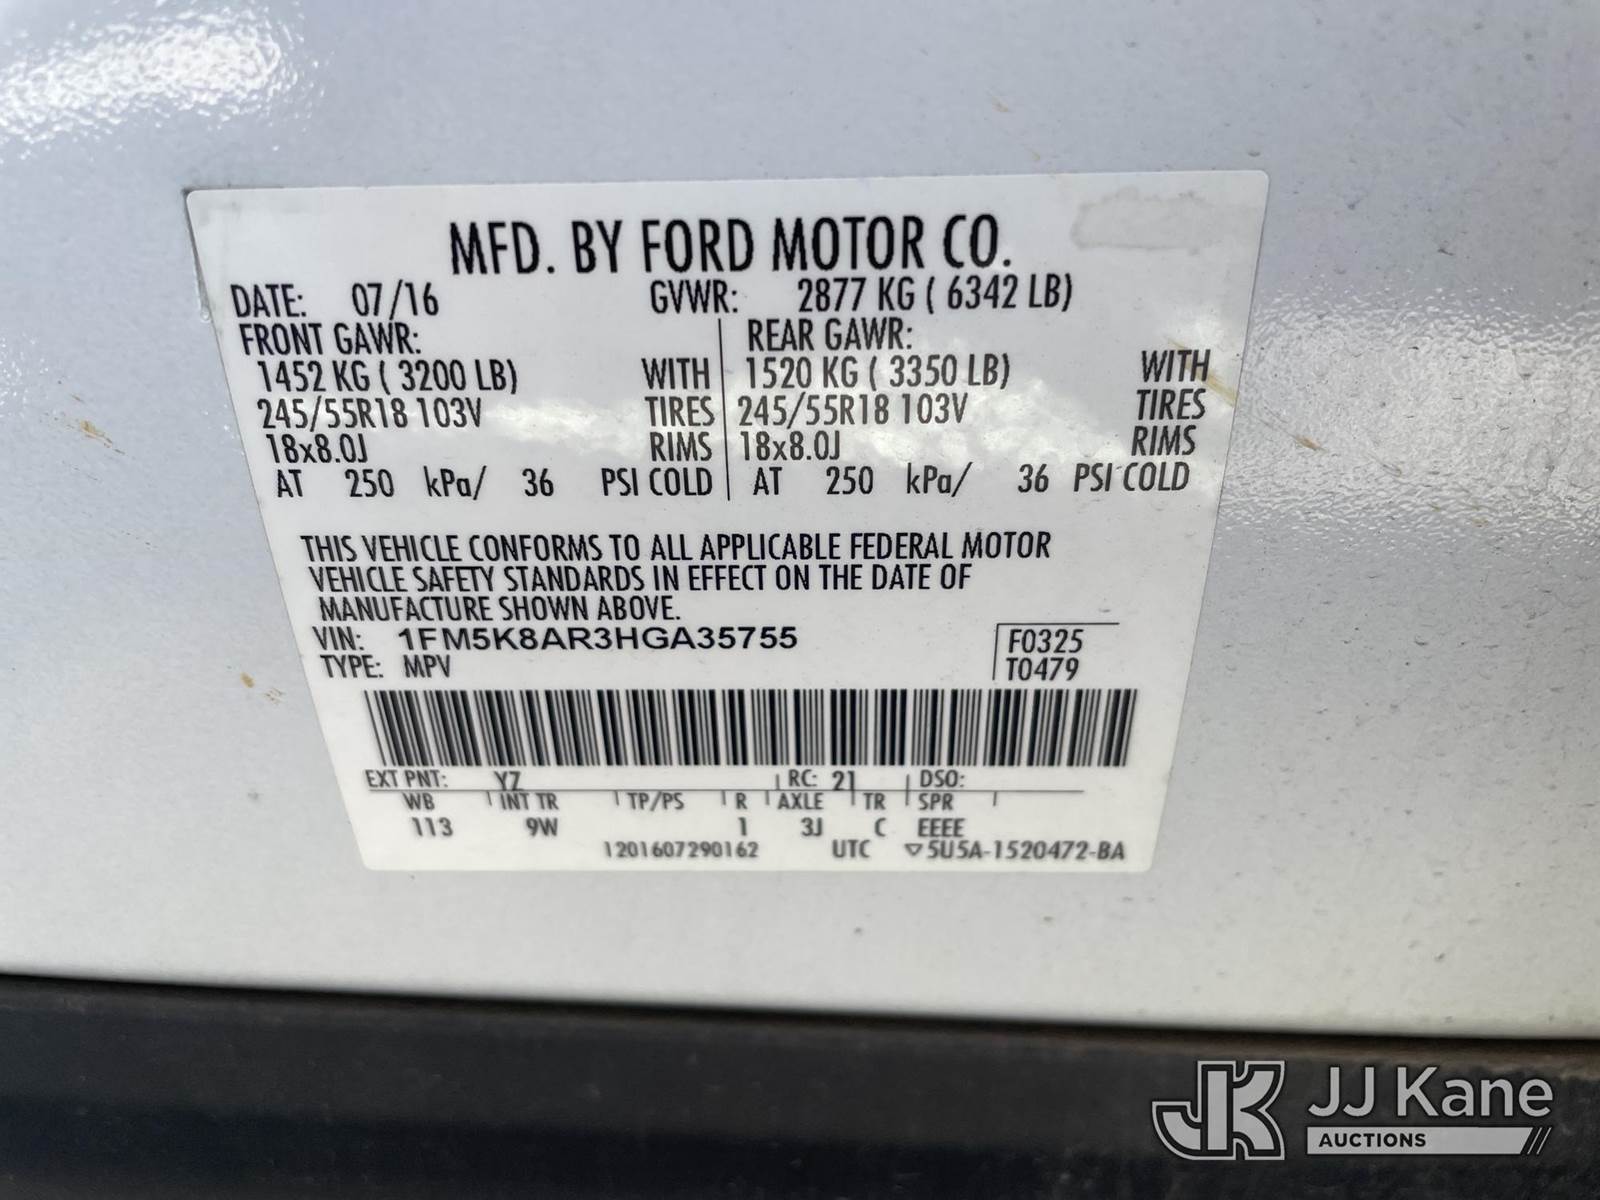 MFD. BY FORD MOTOR CO.
DATE: 07/16 GVWR: 2877 KG ( 6342 LB)
FRONT GAWR: REAR GAWR:
1452 KG ( 3200 LB) WITH 1520 KG ( 3350 LB) WITH
245/55R18 103V TIRES 245/55R18 103V TIRES
18x8.0J RIMS 18x8.0J RIMS
AT 250 kPa/ 36 PSI COLD AT 250 kPa/ 36 PSI COLD
THIS VEHICLE CONFORMS TO ALL APPLICABLE FEDERAL MOTOR
VEHICLE SAFETY STANDARDS IN EFFECT ON THE DATE OF
MANUFACTURE SHOWN ABOVE.
VIN: 1FM5K8AR3HGA35755 F0325
TYPE: MPV T0479
EXT PNT: YZ RC: 21 DSO:
WB INT TR TP/PS R AXLE TR SPR
113 9W 1 3J C EEEE
1201607290162 UTC ▽5U5A-1520472-BA
JK JJ Kane
AUCTIONS